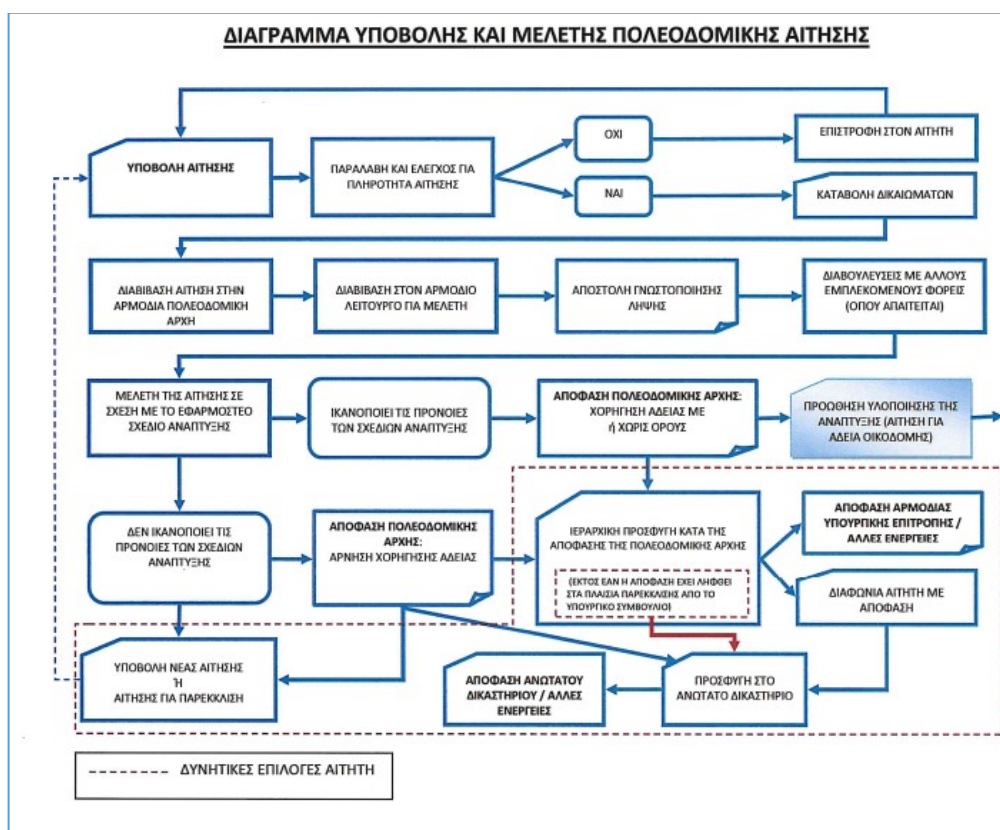 ΔΙΑΓΡΑΜΜΑ ΥΠΟΒΟΛΗΣ ΚΑΙ ΜΕΛΕΤΗΣ ΠΟΛΕΟΔΟΜΙΚΗΣ ΑΙΤΗΣΗΣ
ΥΠΟΒΟΛΗ ΑΙΤΗΣΗΣ
ΠΑΡΑΛΑΒΗ ΚΑΙ ΕΛΕΓΧΟΣ ΓΙΑ
ΠΛΗΡΟΤΗΤΑ ΑΙΤΗΣΗΣ
ΟΧΙ
ΕΠΙΣΤΡΟΦΗ ΣΤΟΝ ΑΙΤΗΤΗ
ΝΑΙ
ΚΑΤΑΒΟΛΗ ΔΙΚΑΙΩΜΑΤΩΝ
ΔΙΑΒΙΒΑΣΗ ΑΙΤΗΣΗ ΣΤΗΝ
ΑΡΜΟΔΙΑ ΠΟΛΕΟΔΟΜΙΚΗ
ΑΡΧΗ
ΔΙΑΒΙΒΑΣΗ ΣΤΟΝ ΑΡΜΟΔΙΟ
ΛΕΙΤΟΥΡΓΟ ΓΙΑ ΜΕΛΕΤΗ
ΑΠΟΣΤΟΛΗ ΓΝΩΣΤΟΠΟΙΗΣΗΣ
ΛΗΨΗΣ
ΔΙΑΒΟΥΛΕΥΣΕΙΣ ΜΕ ΑΛΛΟΥΣ
ΕΜΠΛΕΚΟΜΕΝΟΥΣ ΦΟΡΕΙΣ
(ΟΠΟΥ ΑΠΑΙΤΕΙΤΑΙ)
ΜΕΛΕΤΗ ΤΗΣ ΑΙΤΗΣΗΣ ΣΕ
ΣΧΕΣΗ ΜΕ ΤΟ ΕΦΑΡΜΟΣΤΕΟ
ΣΧΕΔΙΟ ΑΝΑΠΤΥΞΗΣ
ΙΚΑΝΟΠΟΙΕΙ ΤΙΣ ΠΡΟΝΟΙΕΣ
ΤΩΝ ΣΧΕΔΙΩΝ ΑΝΑΠΤΥΞΗΣ
ΑΠΟΦΑΣΗ ΠΟΛΕΟΔΟΜΙΚΗΣ ΑΡΧΗΣ:
ΧΟΡΗΓΗΣΗ ΑΔΕΙΑΣ ΜΕ
ή ΧΩΡΙΣ ΟΡΟΥΣ
ΠΡΟΩΘΗΣΗ ΥΛΟΠΟΙΗΣΗΣ ΤΗΣ
ΑΝΑΠΤΥΞΗΣ (ΑΙΤΗΣΗ ΓΙΑ
ΑΔΕΙΑ ΟΙΚΟΔΟΜΗΣ)
ΔΕΝ ΙΚΑΝΟΠΟΙΕΙ ΤΙΣ
ΠΡΟΝΟΙΕΣ ΤΩΝ ΣΧΕΔΙΩΝ
ΑΝΑΠΤΥΞΗΣ
ΑΠΟΦΑΣΗ ΠΟΛΕΟΔΟΜΙΚΗΣ
ΑΡΧΗΣ:
ΑΡΝΗΣΗ ΧΟΡΗΓΗΣΗΣ ΑΔΕΙΑΣ
ΙΕΡΑΡΧΙΚΗ ΠΡΟΣΦΥΓΗ ΚΑΤΑ ΤΗΣ
ΑΠΟΦΑΣΗΣ ΤΗΣ ΠΟΛΕΟΔΟΜΙΚΗΣ ΑΡΧΗΣ
(ΕΚΤΟΣ ΕΑΝ Η ΑΠΟΦΑΣΗ ΕΧΕΙ ΛΗΦΘΕΙ
ΣΤΑ ΠΛΑΙΣΙΑ ΠΑΡΕΚΚΛΙΣΗΣ ΑΠΟ ΤΟ
ΥΠΟΥΡΓΙΚΟ ΣΥΜΒΟΥΛΙΟ)
ΑΠΟΦΑΣΗ ΑΡΜΟΔΙΑΣ
ΥΠΟΥΡΓΙΚΗΣ ΕΠΙΤΡΟΠΗΣ /
ΑΛΛΕΣ ΕΝΕΡΓΕΙΕΣ
ΔΙΑΦΩΝΙΑ ΑΙΤΗΤΗ ΜΕ
ΑΠΟΦΑΣΗ
ΥΠΟΒΟΛΗ ΝΕΑΣ ΑΙΤΗΣΗΣ
Ή
ΑΙΤΗΣΗΣ ΓΙΑ ΠΑΡΕΚΚΛΙΣΗ
ΑΠΟΦΑΣΗ ΑΝΩΤΑΤΟΥ
ΔΙΚΑΣΤΗΡΙΟΥ / ΑΛΛΕΣ
ΕΝΕΡΓΕΙΕΣ
ΠΡΟΣΦΥΓΗ ΣΤΟ
ΑΝΩΤΑΤΟ ΔΙΚΑΣΤΗΡΙΟ
ΔΥΝΗΤΙΚΕΣ ΕΠΙΛΟΓΕΣ ΑΙΤΗΤΗ